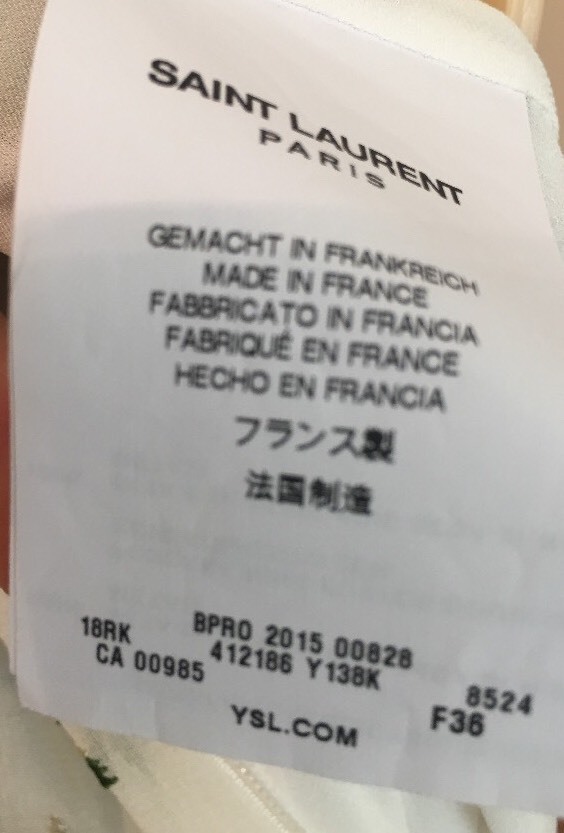 SAINT LAURENT
PARIS
GEMACHT IN FRANKREICH
MADE IN FRANCE
FABBRICATO IN FRANCIA
FABRIQUÉ EN FRANCE
HECHO EN FRANCIA
フランス製
法国制造
18RK BPRO 2015 00828 8524
CA 00985 412186 Y138K F36
YSL.COM